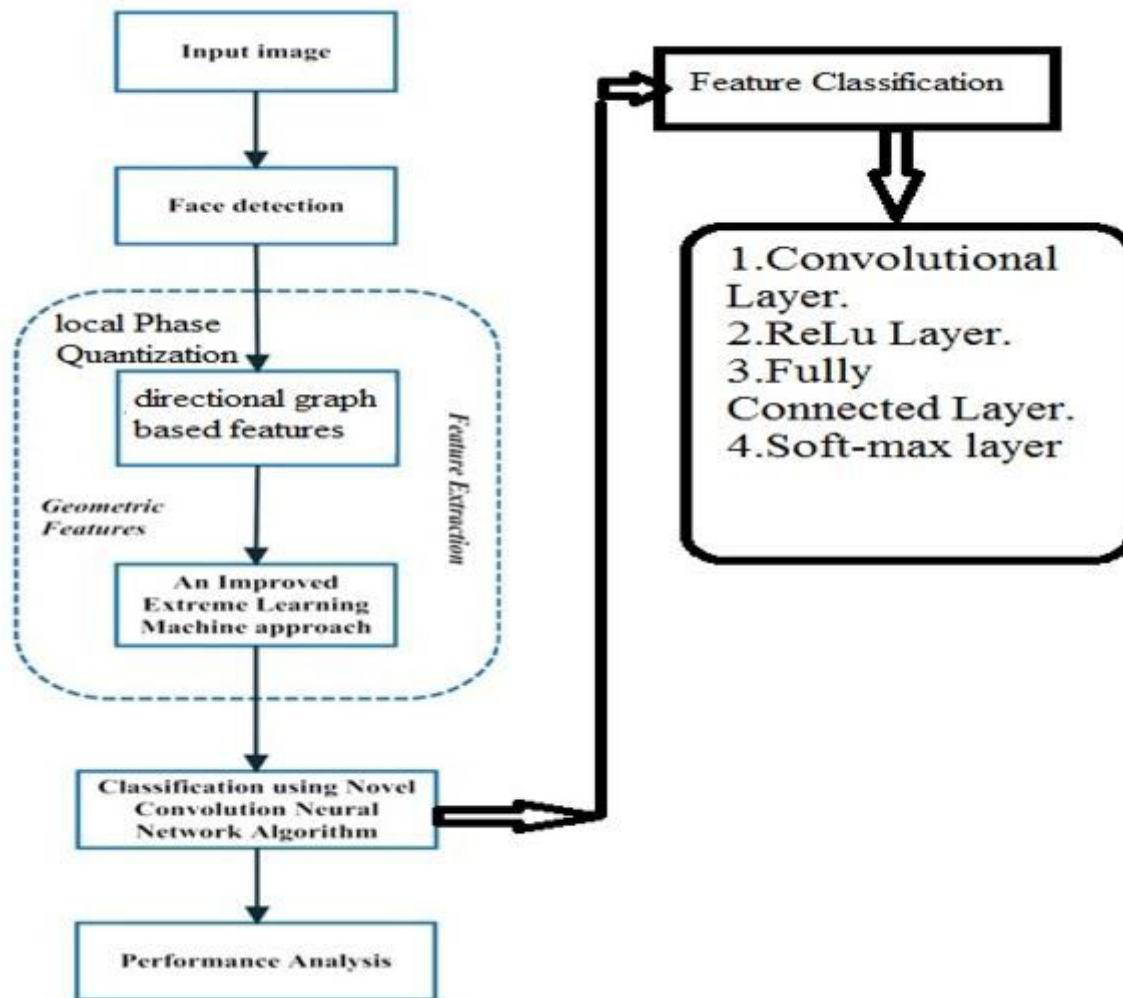 Input image
Face detection
local Phase
Quantization
directional graph
based features
Geometric
Features
Feature Extraction
An Improved
Extreme Learning
Machine approach
Classification using Novel
Convolution Neural
Network Algorithm
Performance Analysis
Feature Classification
1.Convolutional
Layer.
2.ReLu Layer.
3.Fully
Connected Layer.
4.Soft-max layer